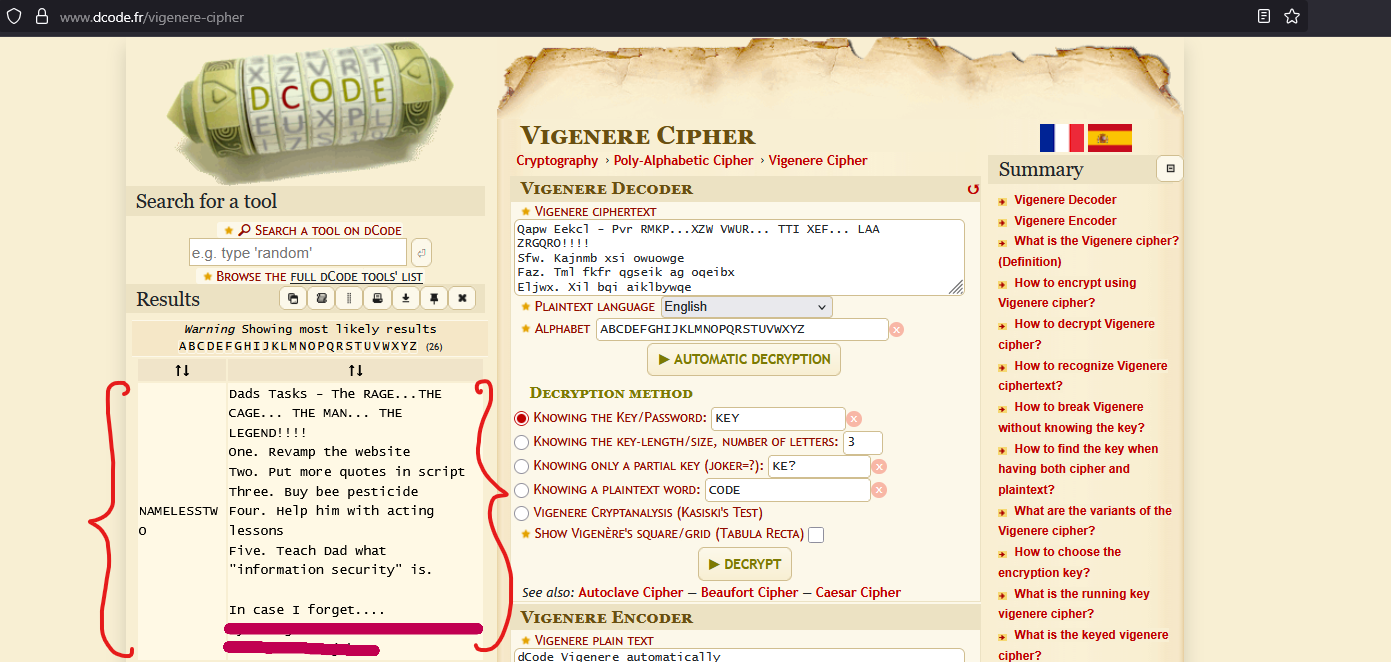 www.dcode.fr/vigenere-cipher
X Z V R T
D C O D E
E U X P L
Search for a tool
Search a tool on dCode
e.g. type 'random'
Browse the full dCode tools' list
Results
Warning Showing most likely results
ABCDEFGHIJKLMNOPQRSTUVWXYZ (26)
↑↓ ↑↓
NAMELESSTW
O
Dads Tasks - The RAGE...THE
CAGE... THE MAN... THE
LEGEND!!!!
One. Revamp the website
Two. Put more quotes in script
Three. Buy bee pesticide
Four. Help him with acting
lessons
Five. Teach Dad what
"information security" is.
In case I forget....
Vigenere Cipher
Cryptography › Poly-Alphabetic Cipher › Vigenere Cipher
Vigenere Decoder
Vigenere ciphertext
Qapw Eekcl - Pvr RMKP...XZW VWUR... TTI XEF... LAA
ZRGQRO!!!!
Sfw. Kajnmb xsi owuowge
Faz. Tml fkfr qgseik ag oqeibx
Eljwx. Xil bqi aiklbywqe
Plaintext language English
Alphabet ABCDEFGHIJKLMNOPQRSTUVWXYZ
▶ Automatic Decryption
Decryption method
Knowing the Key/Password: KEY
Knowing the key-length/size, number of letters: 3
Knowing only a partial key (joker=?): KE?
Knowing a plaintext word: CODE
Vigenere Cryptanalysis (Kasiski's Test)
Show Vigenère's square/grid (Tabula Recta)
▶ Decrypt
See also: Autoclave Cipher — Beaufort Cipher — Caesar Cipher
Vigenere Encoder
Vigenere plain text
dCode Vigenere automatically
Summary
Vigenere Decoder
Vigenere Encoder
What is the Vigenere cipher?
(Definition)
How to encrypt using
Vigenere cipher?
How to decrypt Vigenere
cipher?
How to recognize Vigenere
ciphertext?
How to break Vigenere
without knowing the key?
How to find the key when
having both cipher and
plaintext?
What are the variants of the
Vigenere cipher?
How to choose the
encryption key?
What is the running key
vigenere cipher?
What is the keyed vigenere
cipher?